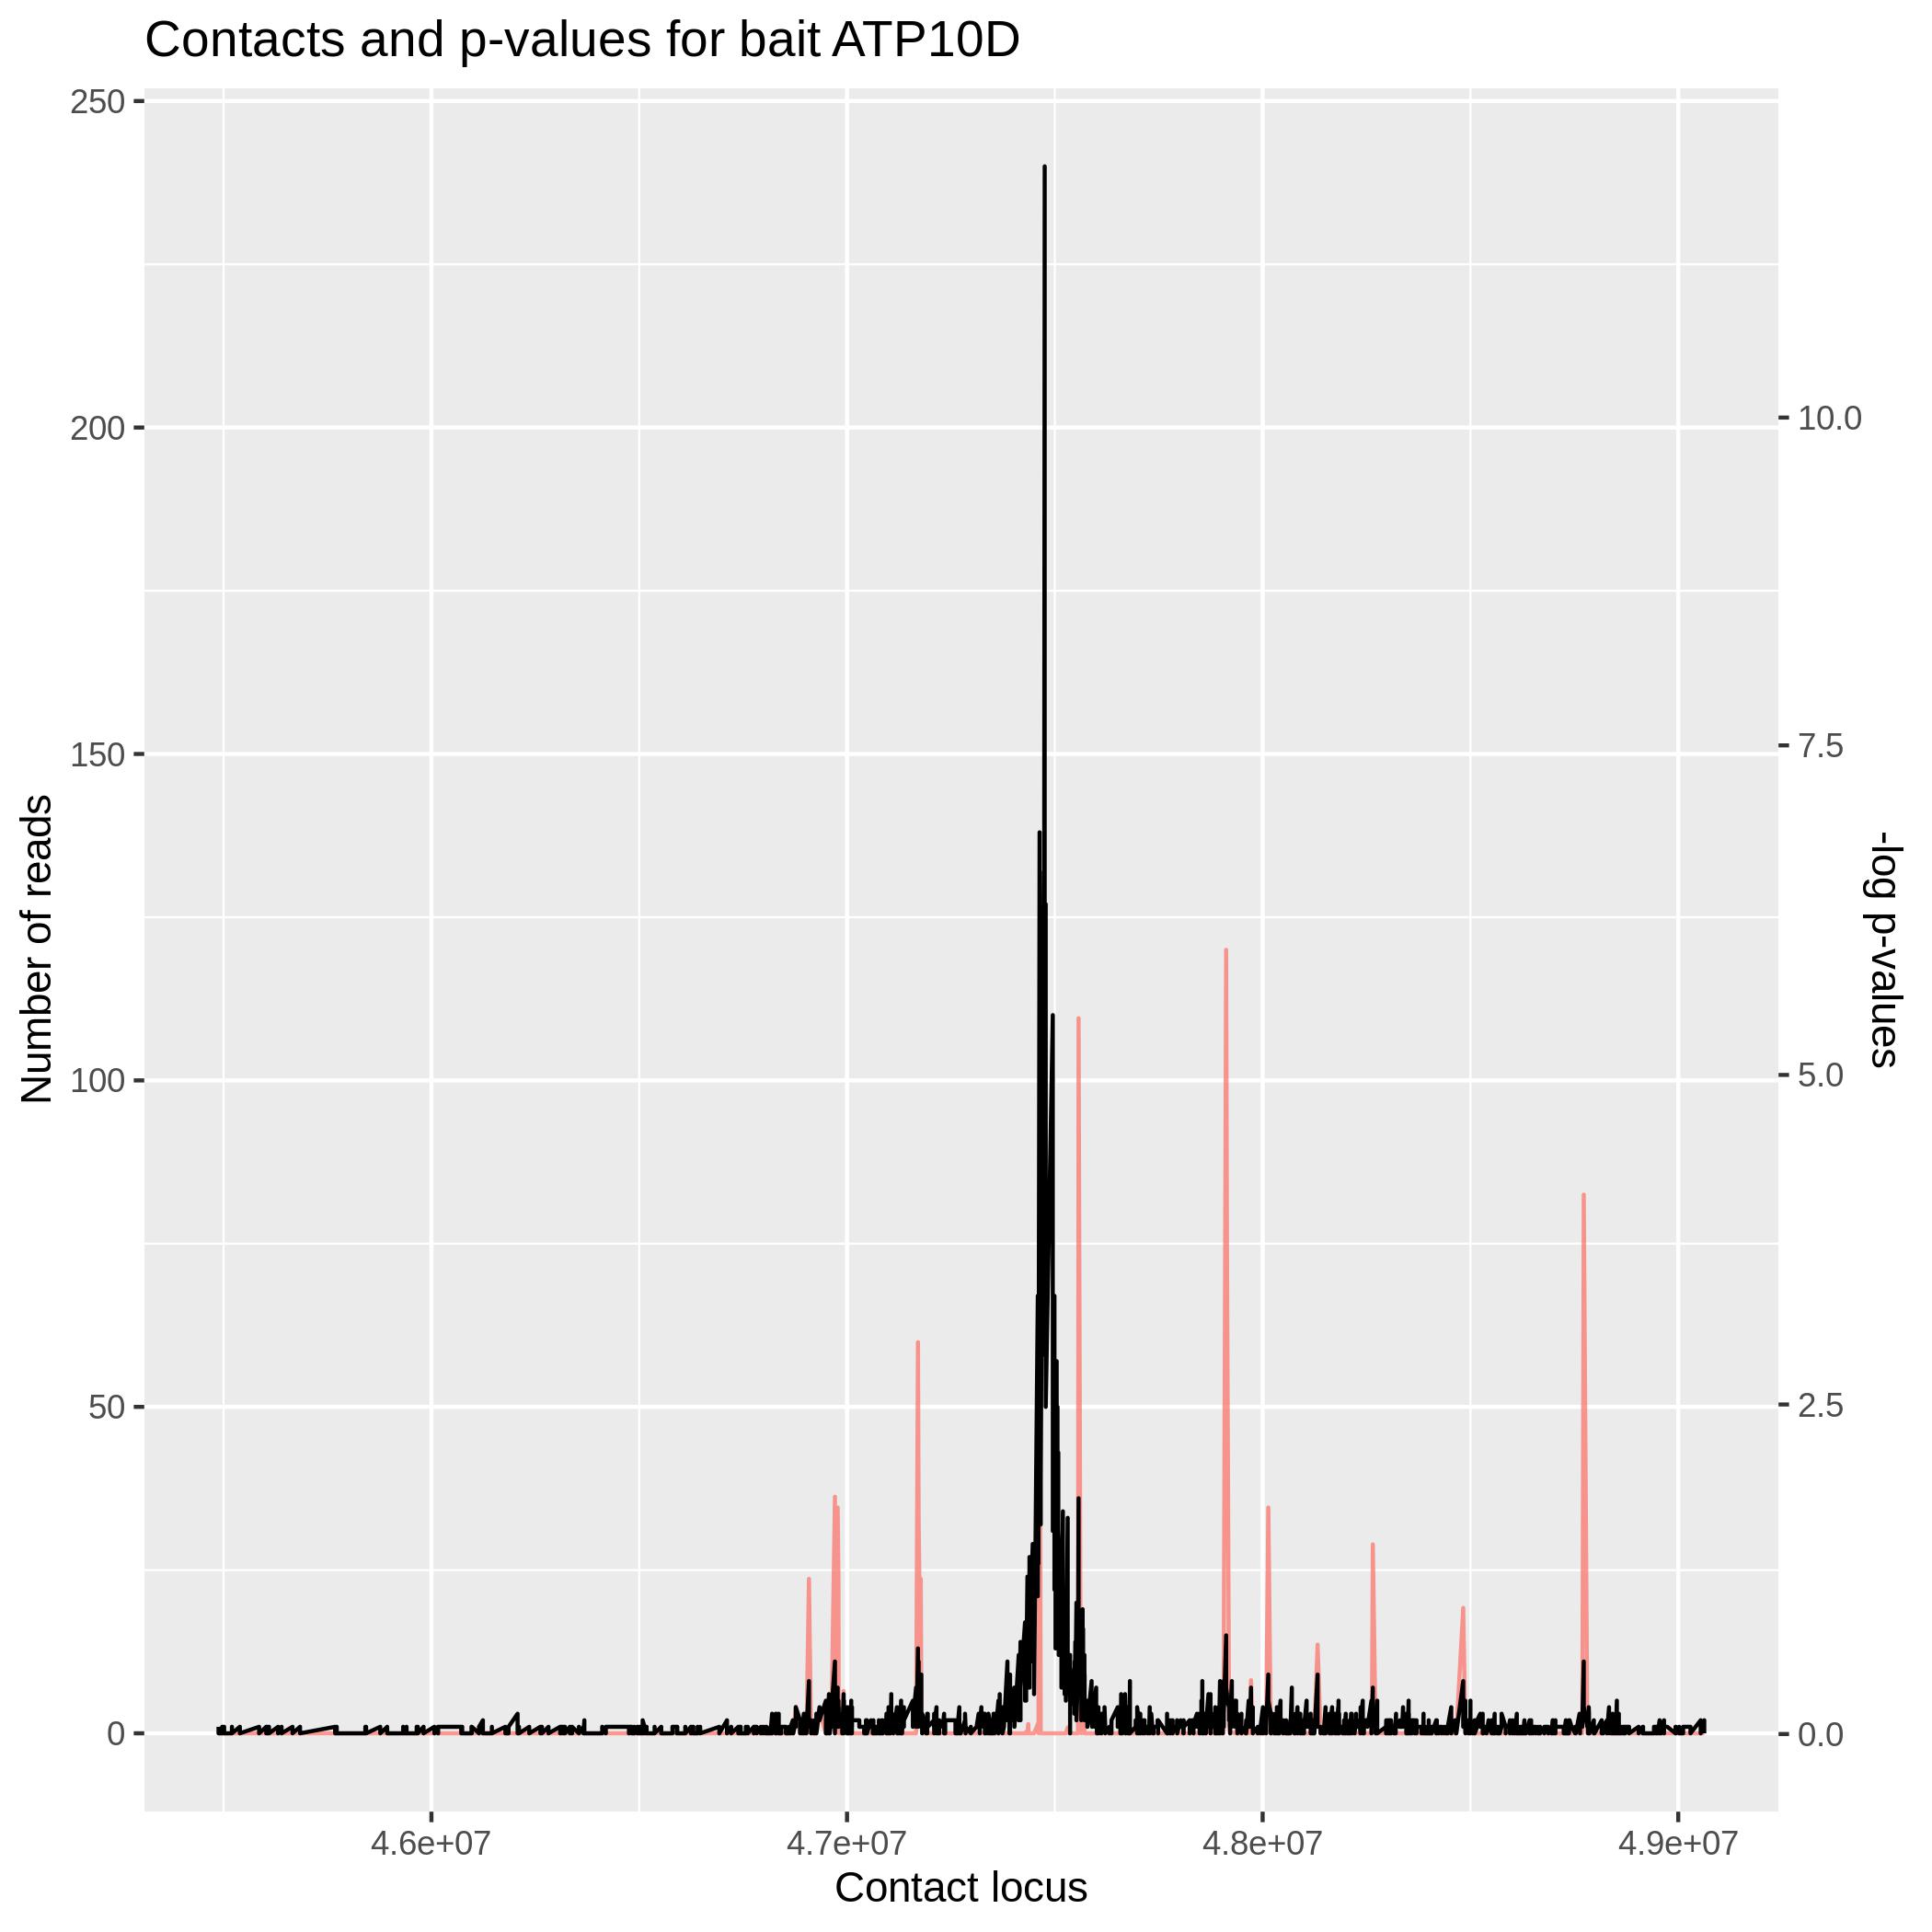 Contacts and p-values for bait ATP10D
250
200
150
100
50
0
Number of reads
10.0
7.5
5.0
2.5
0.0
-log p-values
4.6e+07
4.7e+07
4.8e+07
4.9e+07
Contact locus